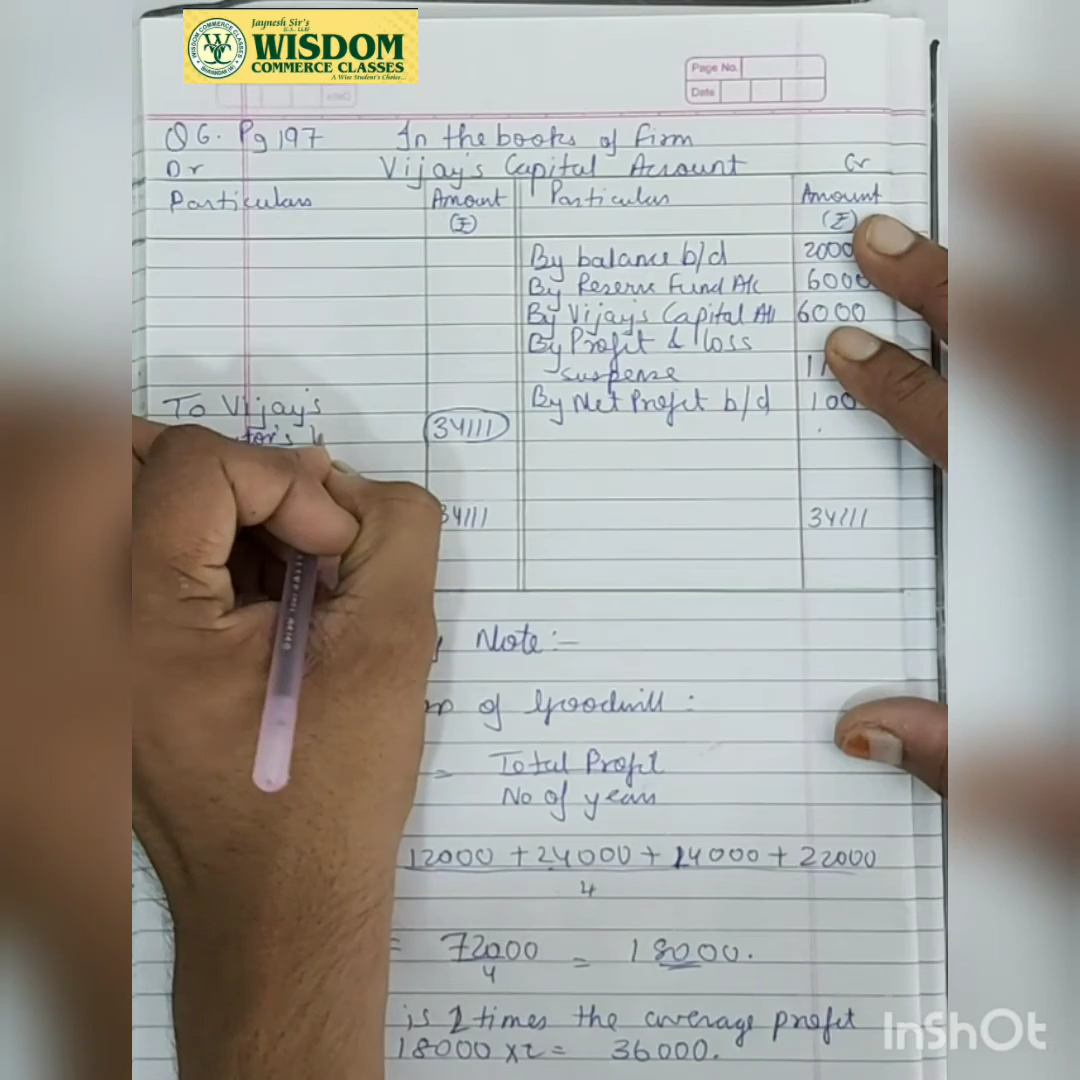 Jaynesh Sir's
WISDOM
COMMERCE CLASSES
A Wise Student's Choice...
Page No.
Date
Q 6. Pg 197 In the books of firm
Dr Vijay's Capital Account Cr
Particulars Amount (₹) Particulars Amount (₹)
By balance b/d 2000
By Reserve Fund A/c 6000
By Vijay's Capital A/c 6000
By Profit & loss
suspense
By Net Profit b/d 100
To Vijay's
34111
34111 34111
Note :-
of Goodwill :
= Total Profit
No of years
12000 + 24000 + 14000 + 22000
4
= 72000 = 18000.
4
is 2 times the average profit
18000 x 2 = 36000.
InShOt